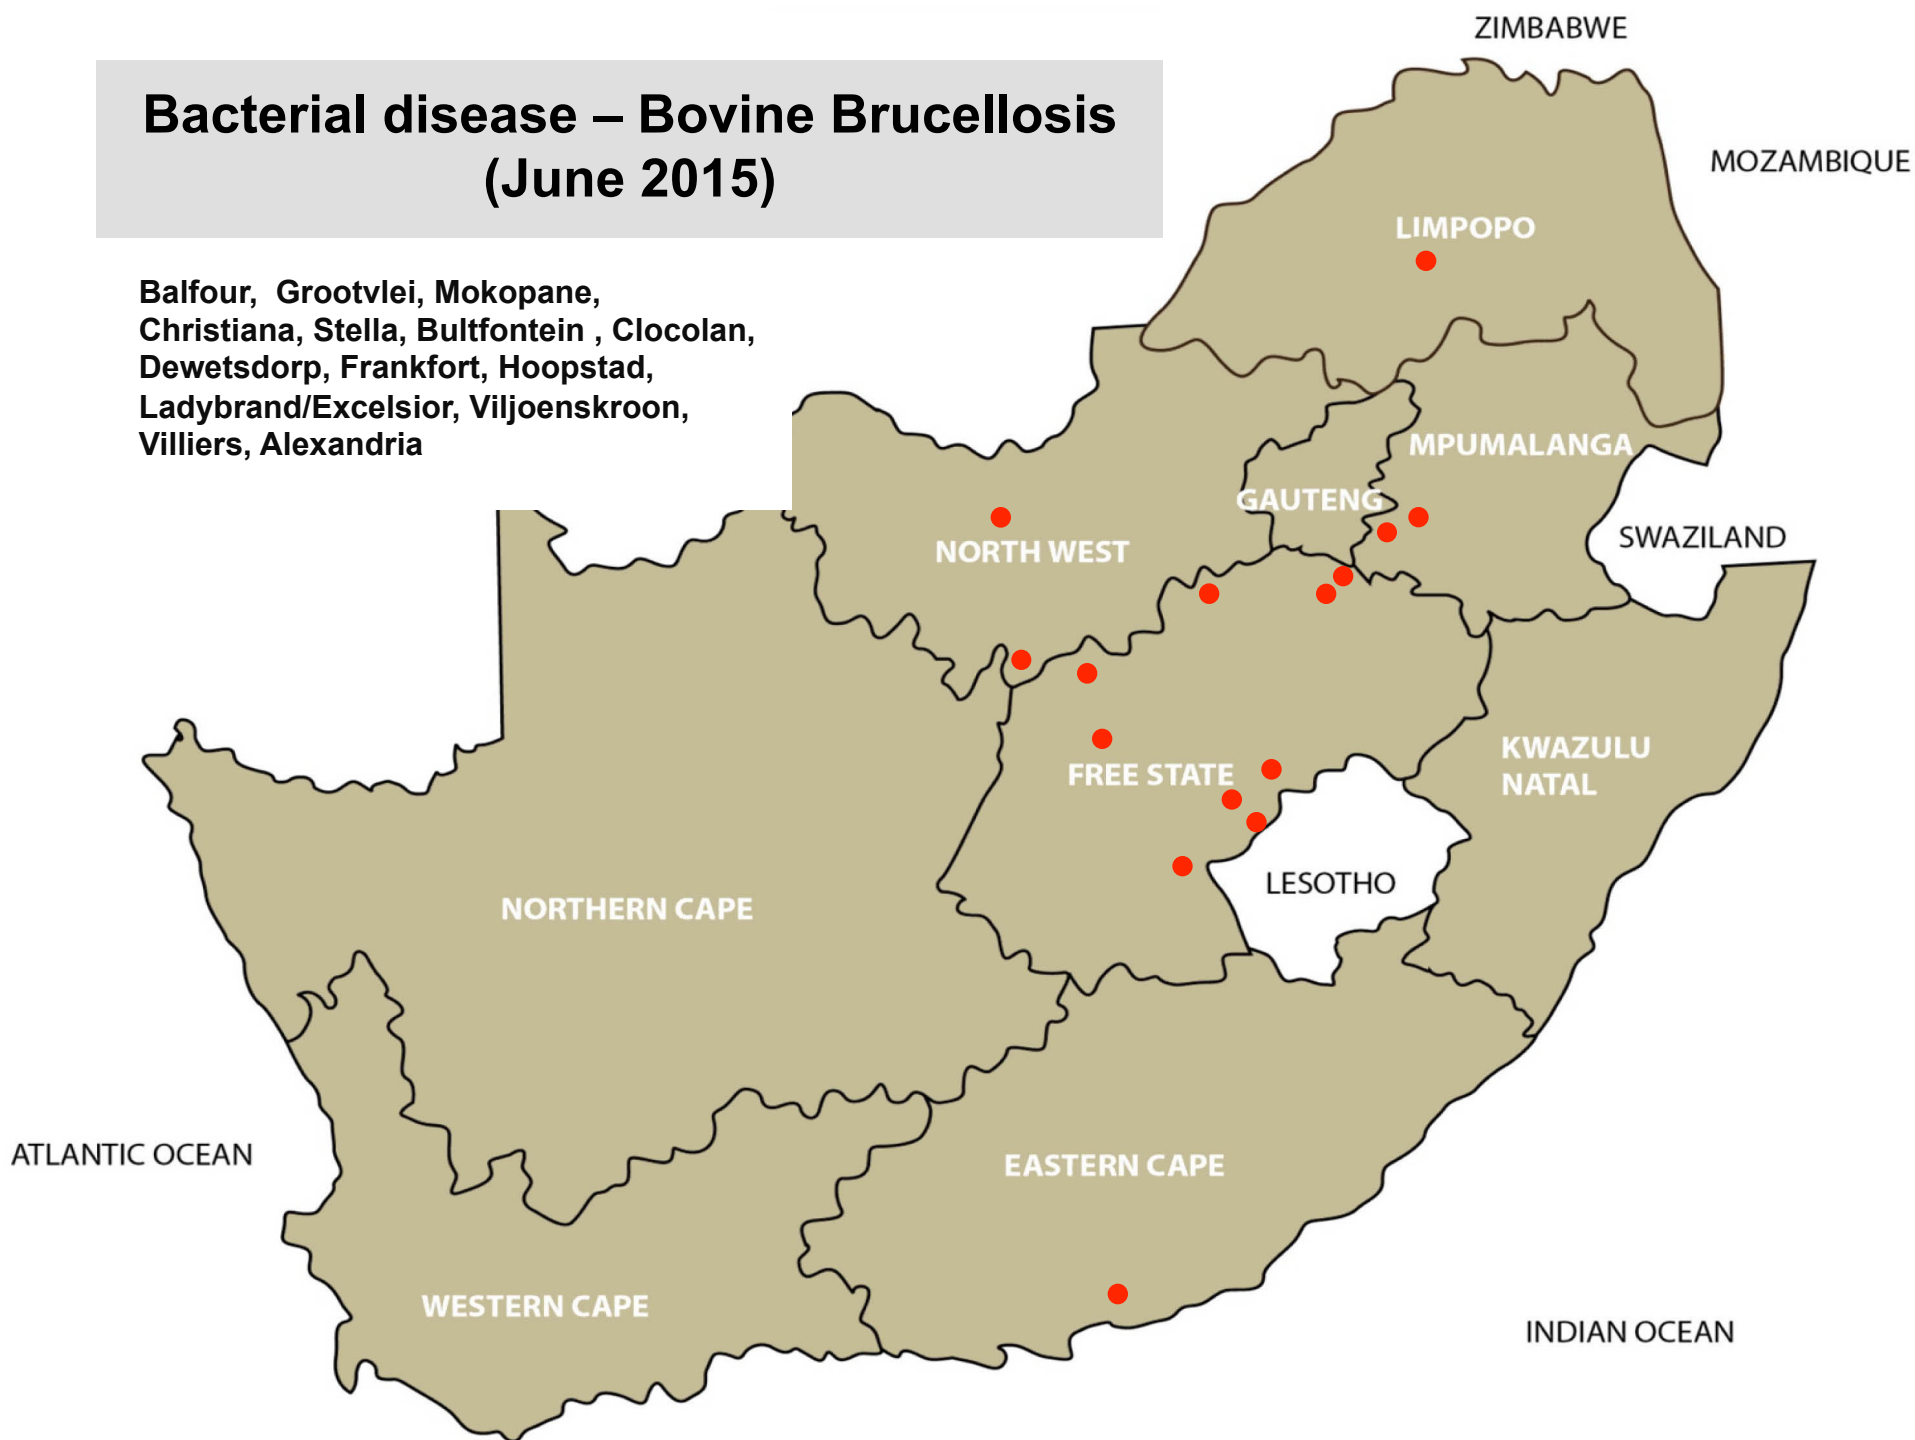 Bacterial disease – Bovine Brucellosis
(June 2015)
Balfour,  Grootvlei, Mokopane,
Christiana, Stella, Bultfontein , Clocolan,
Dewetsdorp, Frankfort, Hoopstad,
Ladybrand/Excelsior, Viljoenskroon,
Villiers, Alexandria
ZIMBABWE
MOZAMBIQUE
LIMPOPO
MPUMALANGA
GAUTENG
SWAZILAND
NORTH WEST
KWAZULU
NATAL
FREE STATE
LESOTHO
NORTHERN CAPE
ATLANTIC OCEAN
EASTERN CAPE
WESTERN CAPE
INDIAN OCEAN